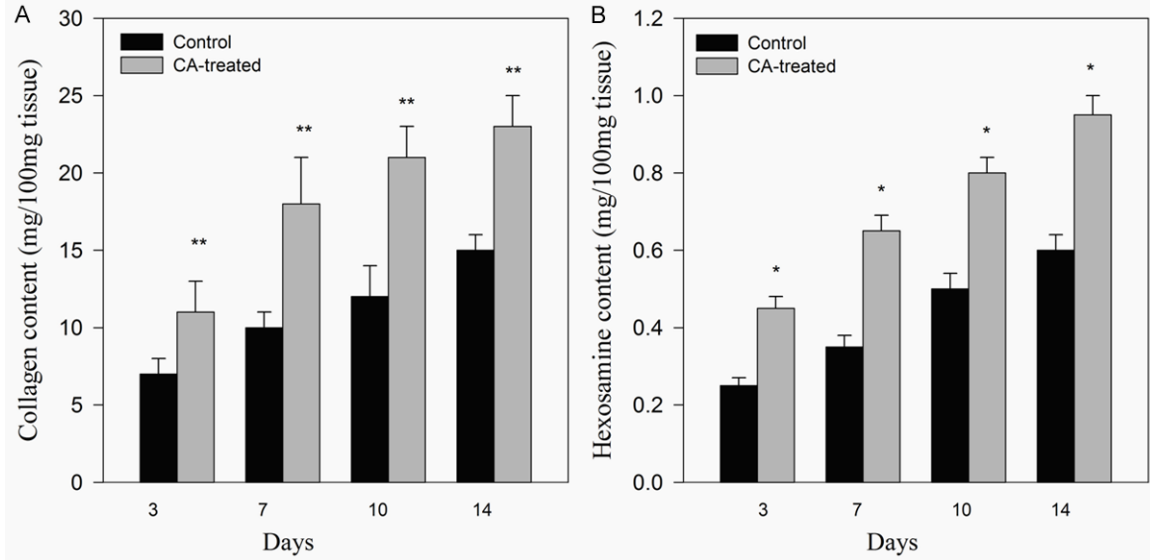 A
Collagen content (mg/100mg tissue)
30
25
20
15
10
5
0
Control
CA-treated
**
**
**
**
3 7 10 14
Days
B
Hexosamine content (mg/100mg tissue)
1.2
1.0
0.8
0.6
0.4
0.2
0.0
Control
CA-treated
*
*
*
*
3 7 10 14
Days